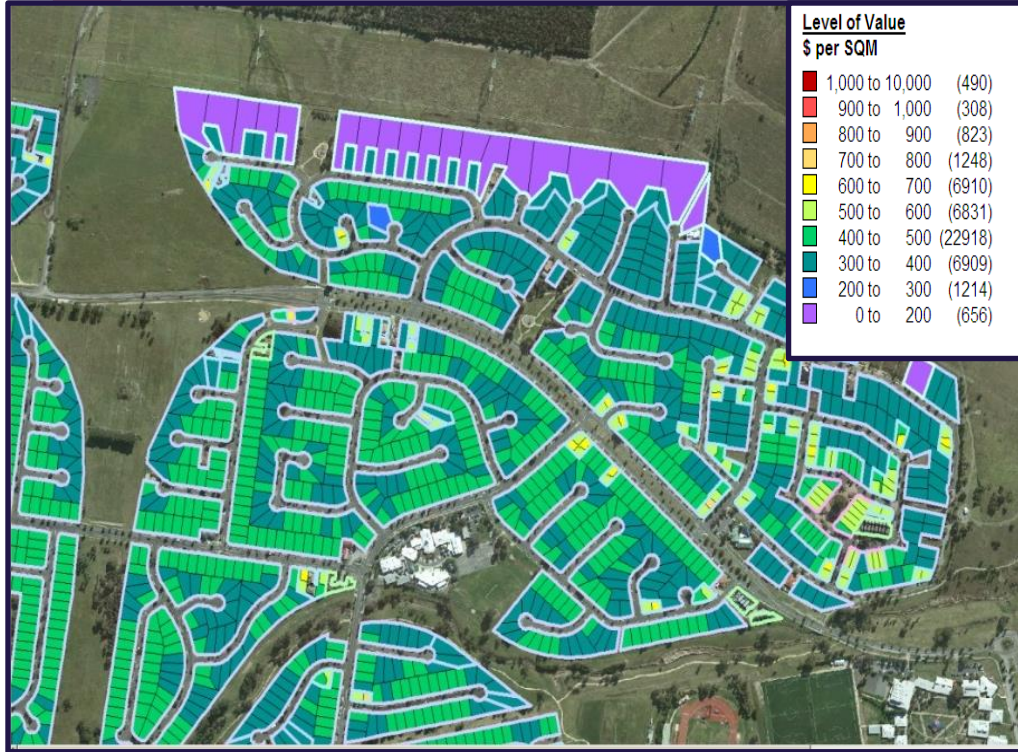 Level of Value
$ per SQM
1,000 to 10,000 (490)
900 to 1,000 (308)
800 to 900 (823)
700 to 800 (1248)
600 to 700 (6910)
500 to 600 (6831)
400 to 500 (22918)
300 to 400 (6909)
200 to 300 (1214)
0 to 200 (656)